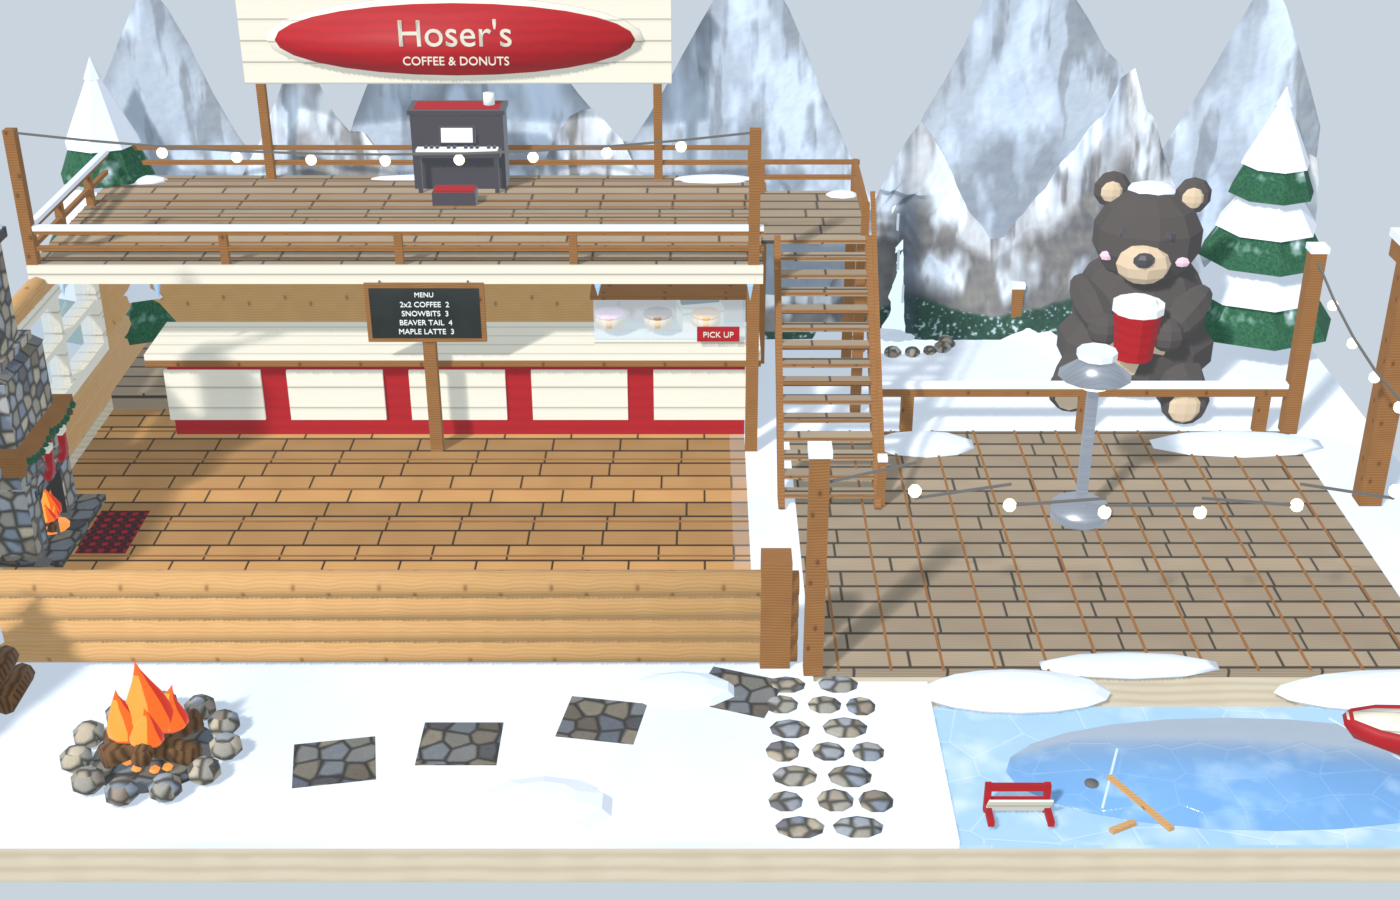 Hoser's
COFFEE & DONUTS
MENU
2x2 COFFEE 2
SNOWBITS 3
BEAVER TAIL 4
MAPLE LATTE 3
PICK UP